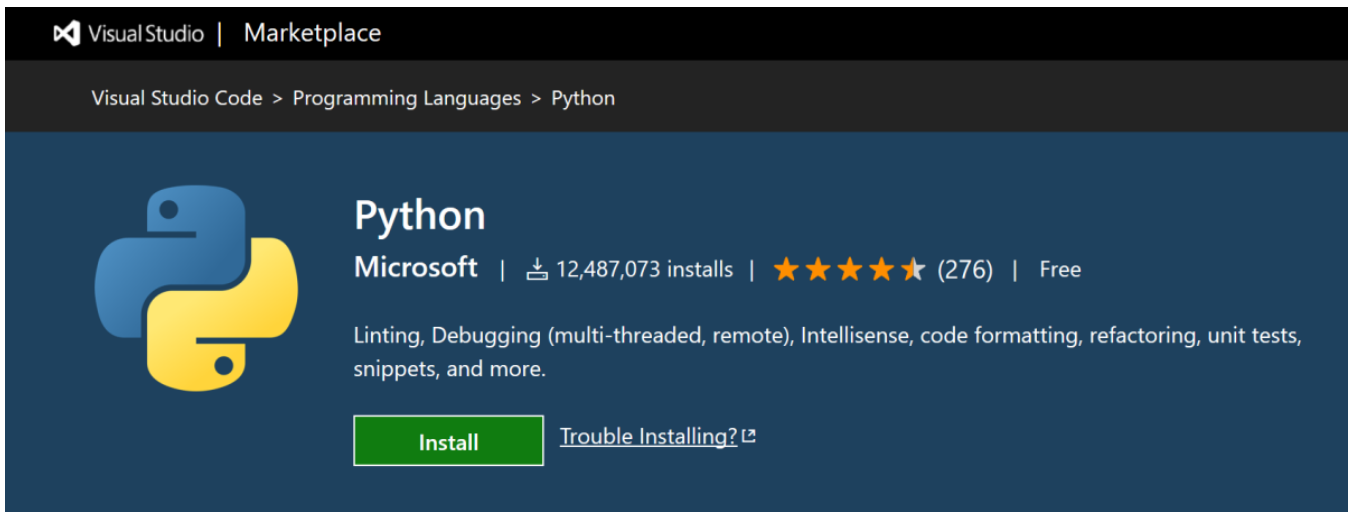 Visual Studio | Marketplace
Visual Studio Code > Programming Languages > Python
Python
Microsoft | 12,487,073 installs | (276) | Free
Linting, Debugging (multi-threaded, remote), Intellisense, code formatting, refactoring, unit tests,
snippets, and more.
Install Trouble Installing?